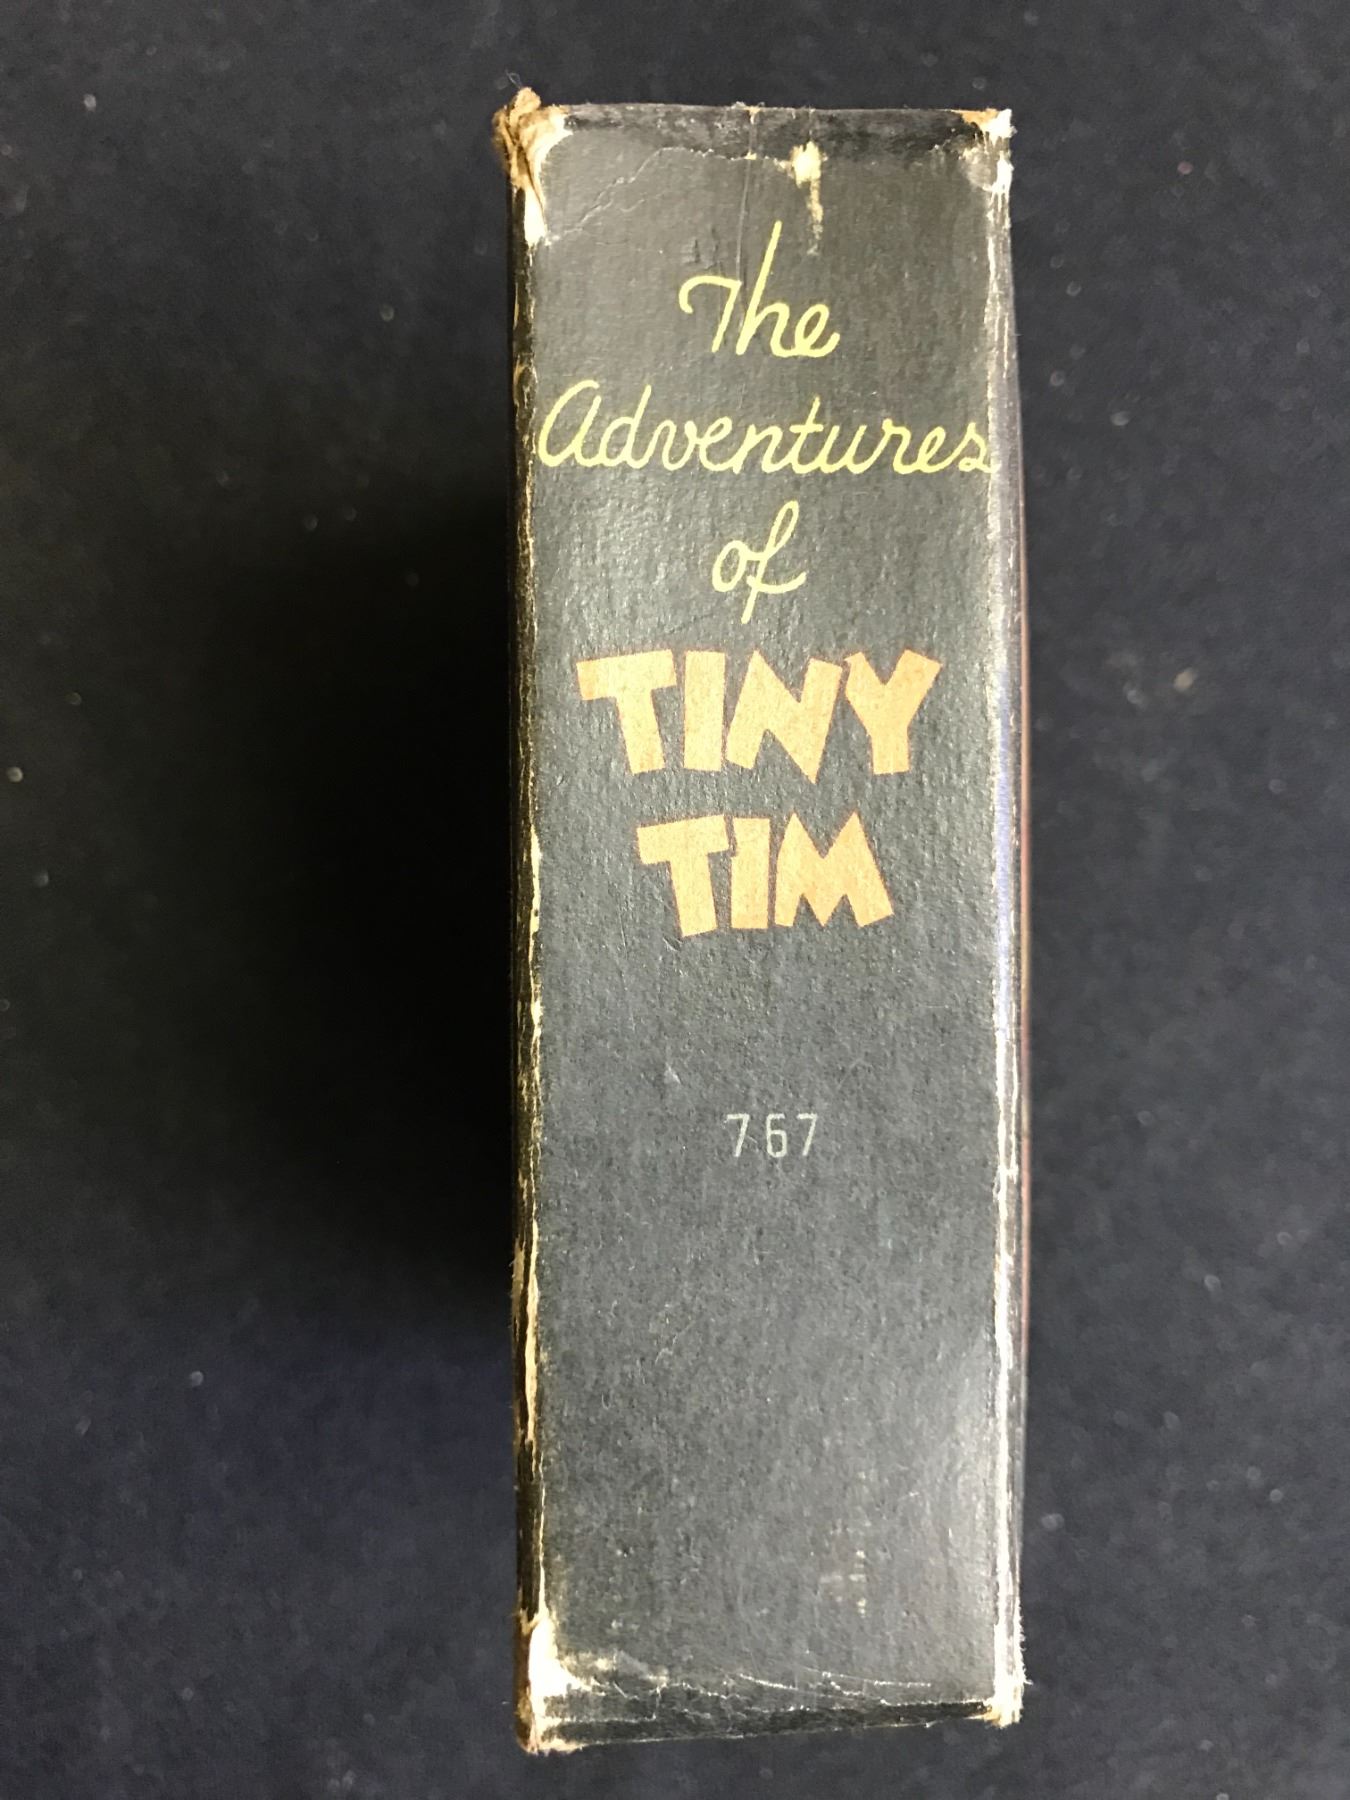 The
Adventures
of
TINY
TIM
767